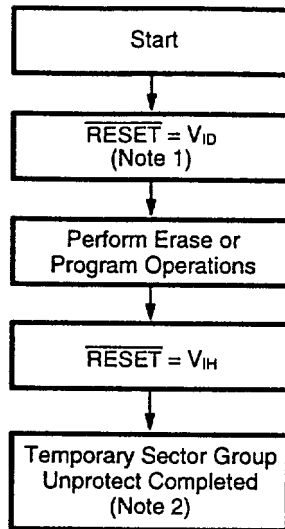 Start
RESET = VID
(Note 1)
Perform Erase or
Program Operations
RESET = VIH
Temporary Sector Group
Unprotect Completed
(Note 2)